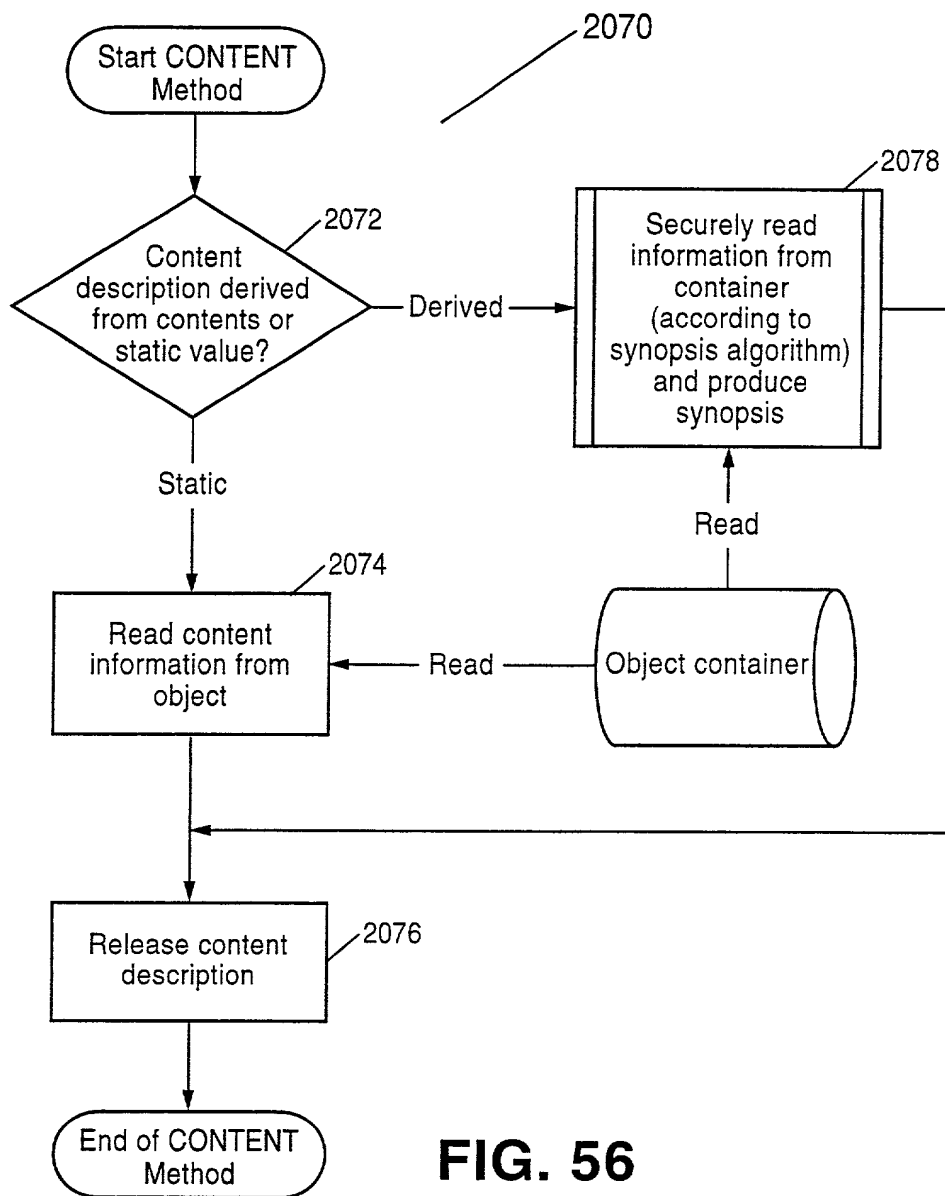 2070
Start CONTENT
Method
2072
Content
description derived
from contents or
static value?
Derived
2078
Securely read
information from
container
(according to
synopsis algorithm)
and produce
synopsis
Static
Read
2074
Read content
information from
object
Read
Object container
Release content
description
2076
End of CONTENT
Method
FIG. 56